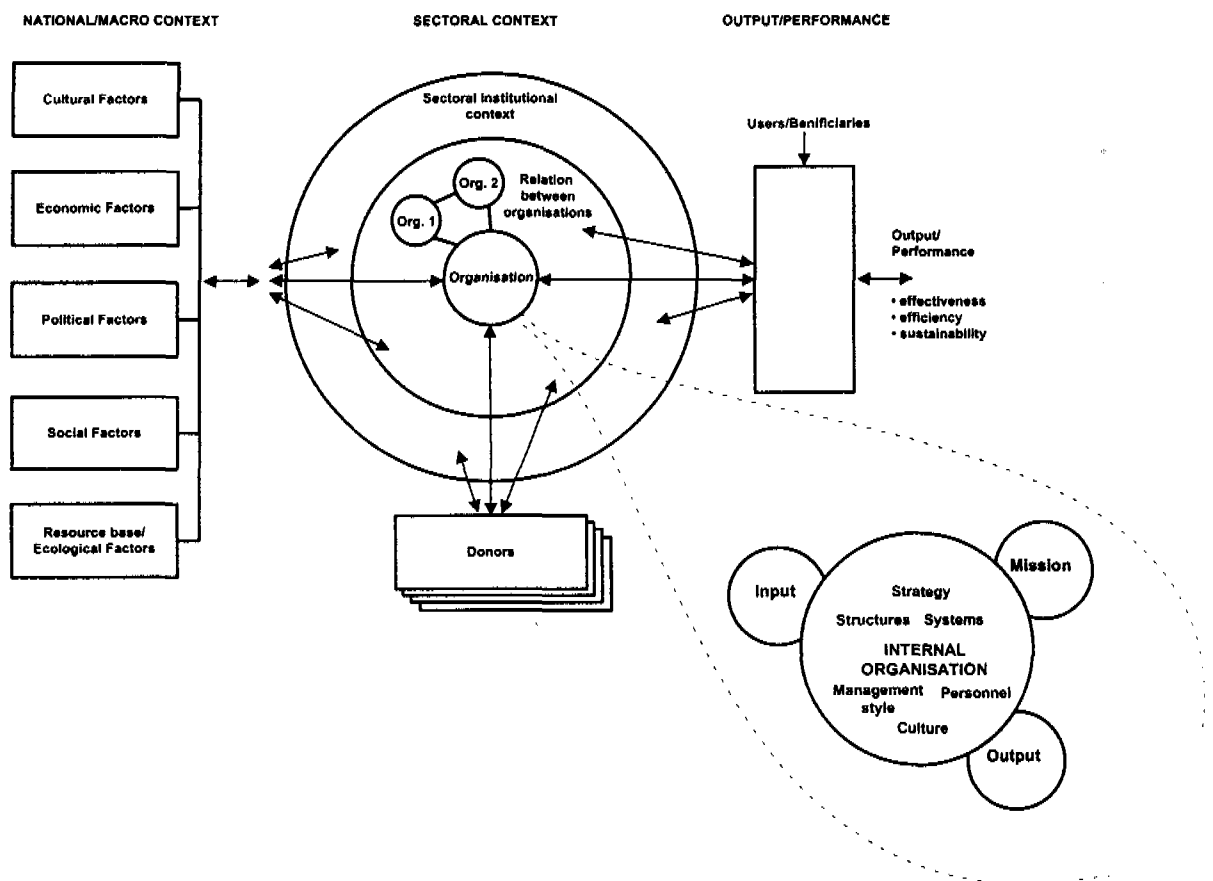 NATIONAL/MACRO CONTEXT
SECTORAL CONTEXT
OUTPUT/PERFORMANCE
Cultural Factors
Economic Factors
Political Factors
Social Factors
Resource base/
Ecological Factors
Sectoral institutional
context
Org. 2
Org. 1
Relation
between
organisations
Organisation
Donors
Users/Benificiaries
Output/
Performance
• effectiveness
• efficiency
• sustainability
Input
Mission
Strategy
Structures Systems
INTERNAL
ORGANISATION
Management Personnel
style
Culture
Output